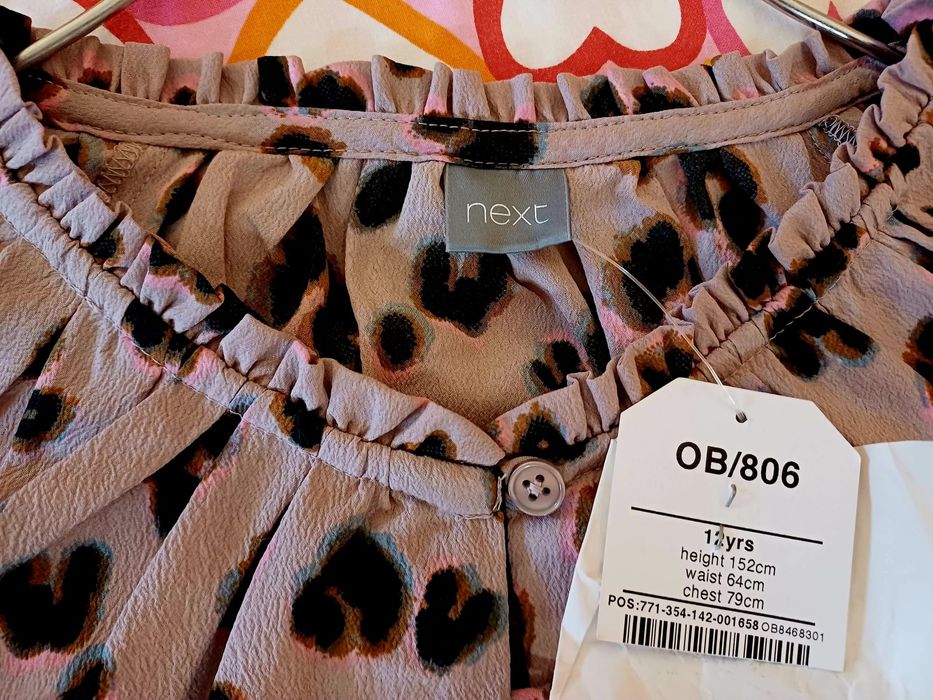 next
OB/806
12yrs
height 152cm
waist 64cm
chest 79cm
POS:771-354-142-001658 OB8468301